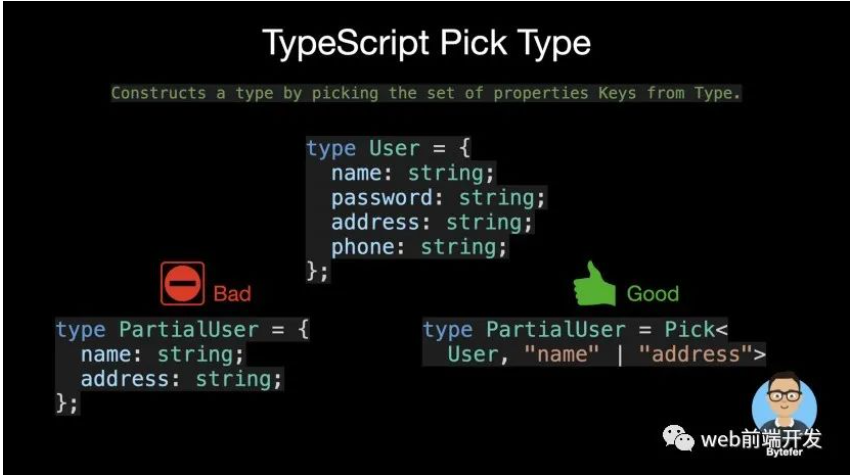 TypeScript Pick Type
Constructs a type by picking the set of properties Keys from Type.
type User = {
name: string;
password: string;
address: string;
phone: string;
};
Bad
type PartialUser = {
name: string;
address: string;
};
Good
type PartialUser = Pick<
User, "name" | "address">
web前端开发
Bytefer